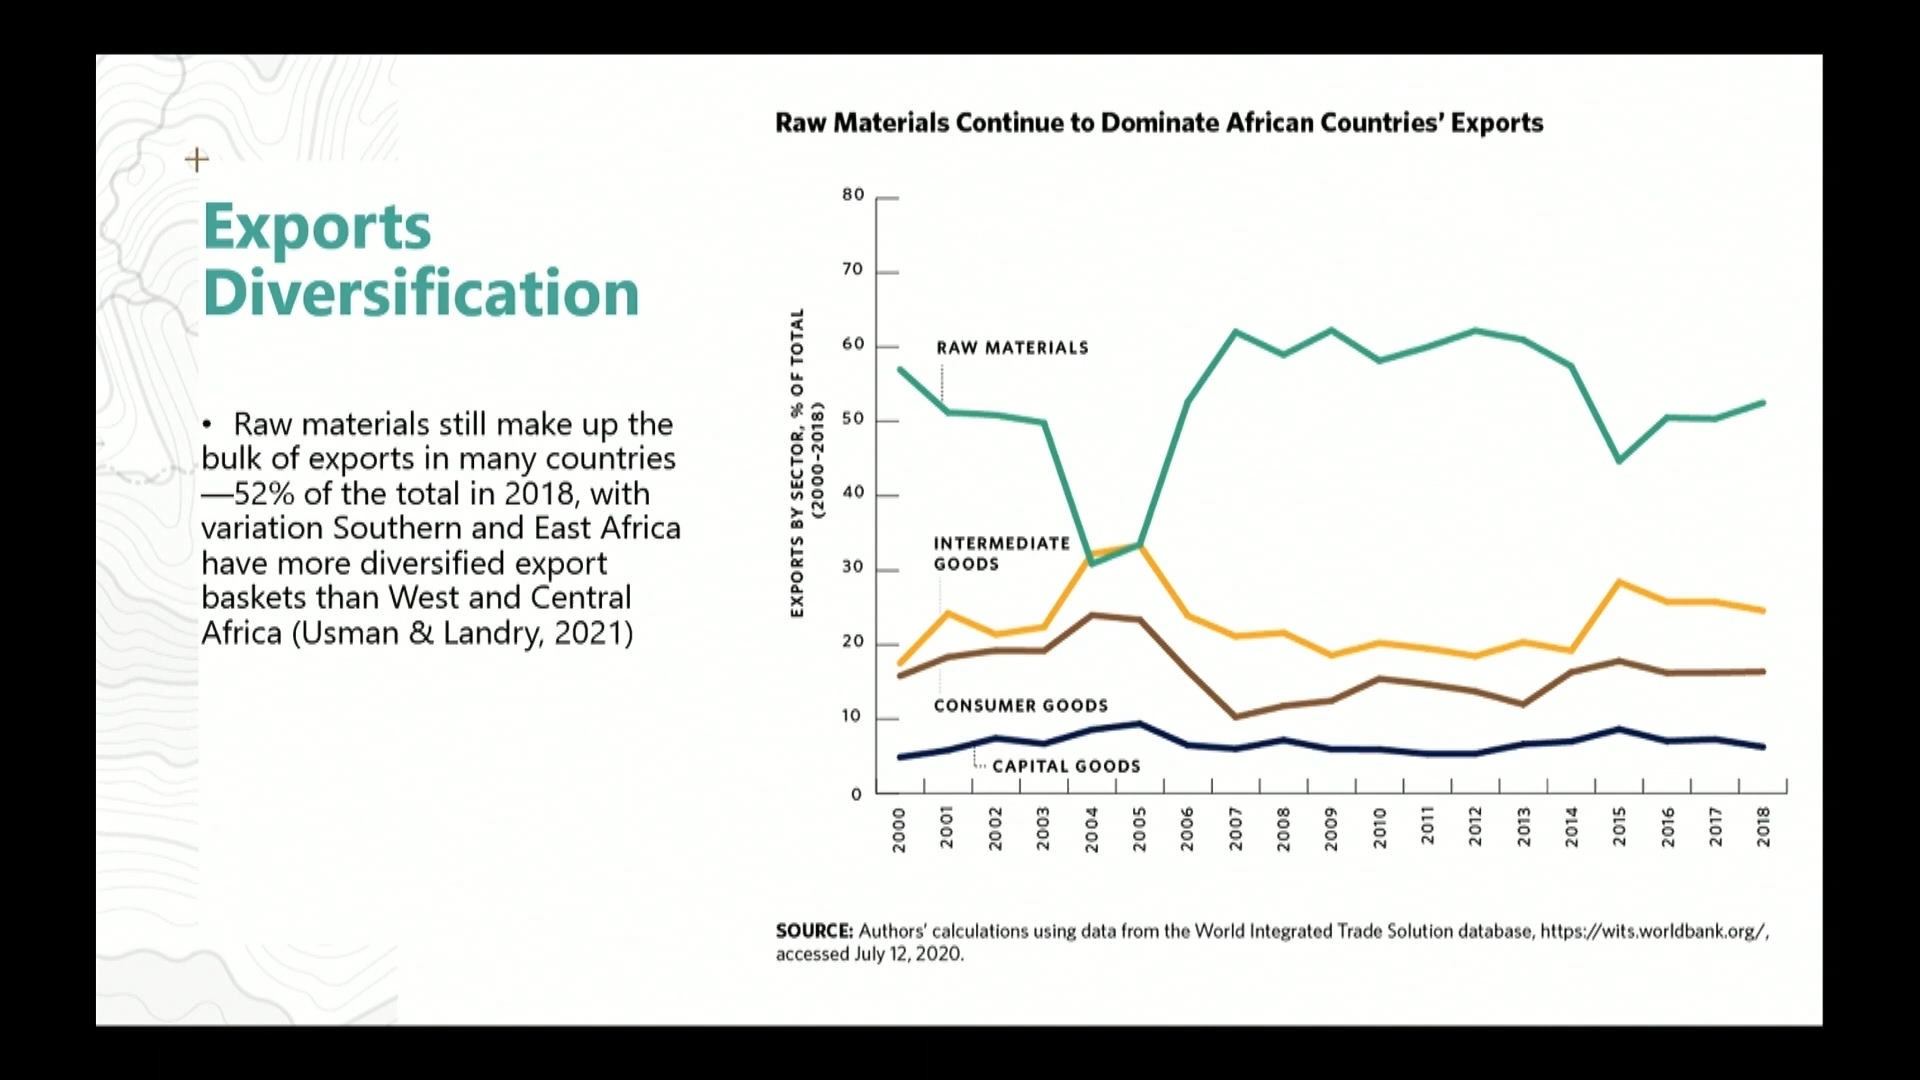 Exports
Diversification
• Raw materials still make up the
bulk of exports in many countries
—52% of the total in 2018, with
variation Southern and East Africa
have more diversified export
baskets than West and Central
Africa (Usman & Landry, 2021)
Raw Materials Continue to Dominate African Countries’ Exports
EXPORTS BY SECTOR, % OF TOTAL
(2000–2018)
80
70
60
50
40
30
20
10
0
RAW MATERIALS
INTERMEDIATE
GOODS
CONSUMER GOODS
CAPITAL GOODS
2000 2001 2002 2003 2004 2005 2006 2007 2008 2009 2010 2011 2012 2013 2014 2015 2016 2017 2018
SOURCE: Authors’ calculations using data from the World Integrated Trade Solution database, https://wits.worldbank.org/,
accessed July 12, 2020.